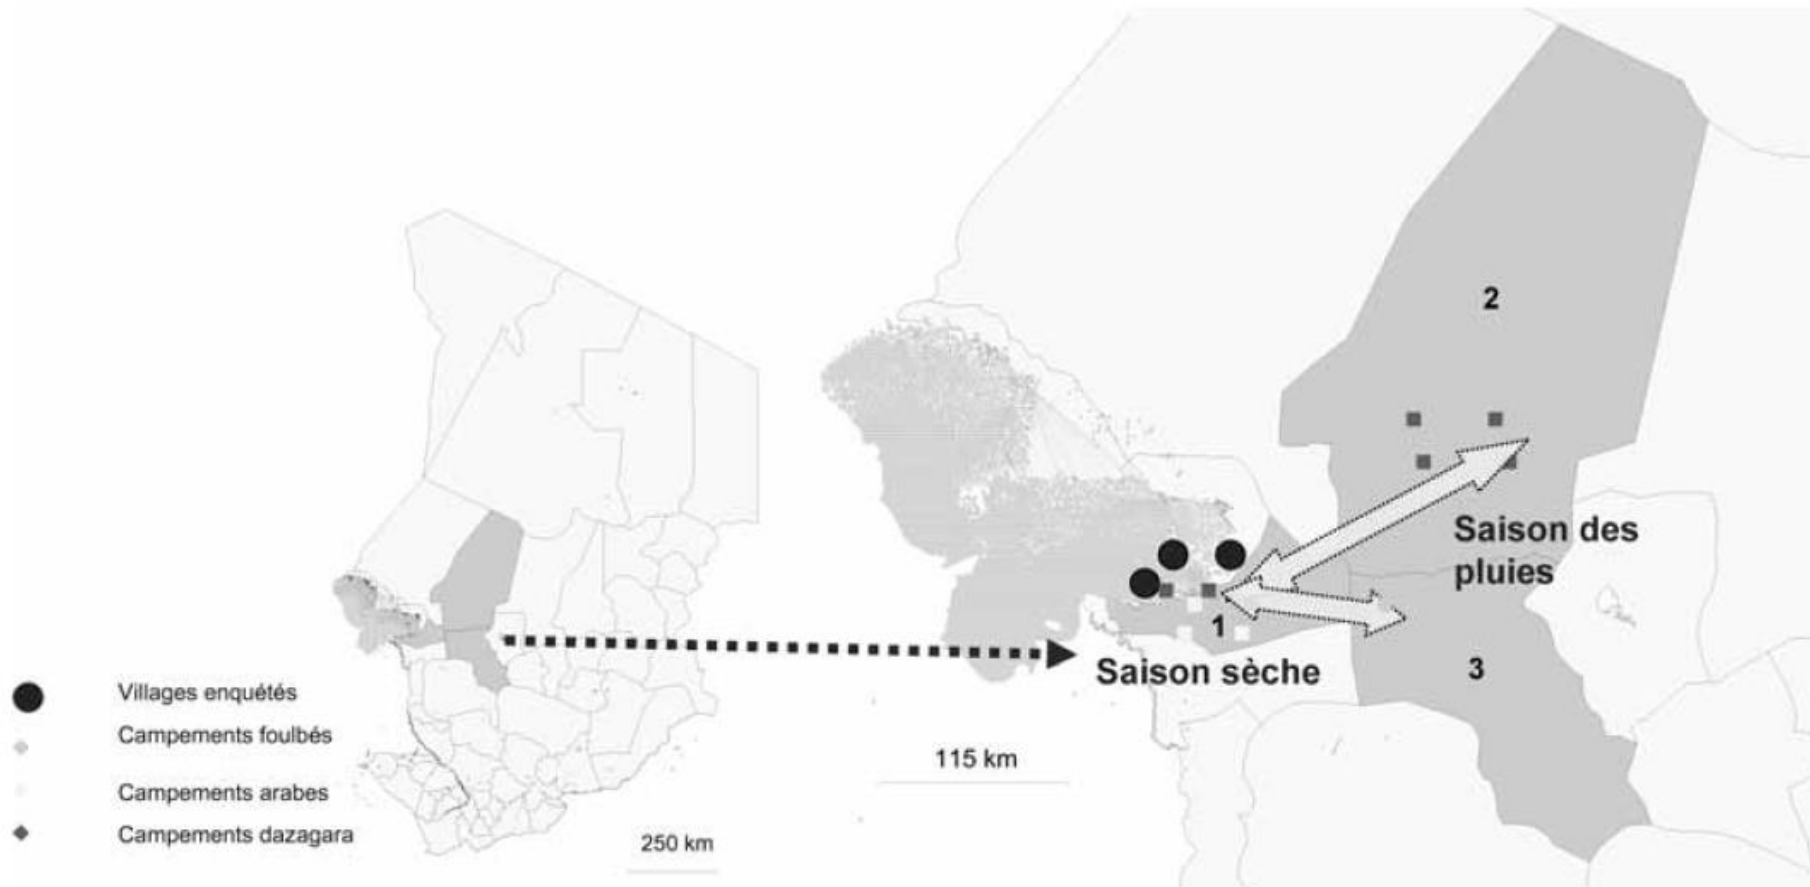 2
Saison des
pluies
1
Saison sèche
3
115 km
Villages enquétés
Campements foulbés
Campements arabes
Campements dazagara
250 km